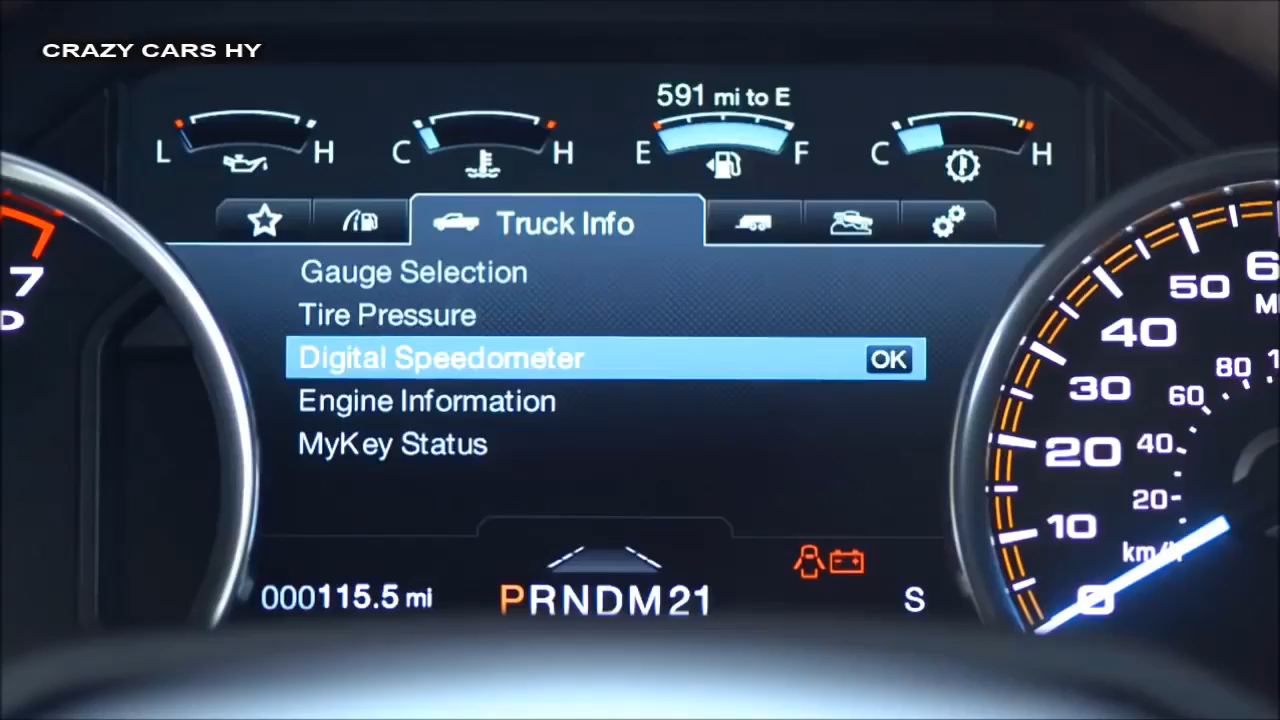 CRAZY CARS HY
591 mi to E
L H C H E F C H
Truck Info
Gauge Selection
Tire Pressure
Digital Speedometer OK
Engine Information
MyKey Status
000115.5 mi
PRNDM21
S
7
50
40
30
20
10
0
80
60
40
20
km/h